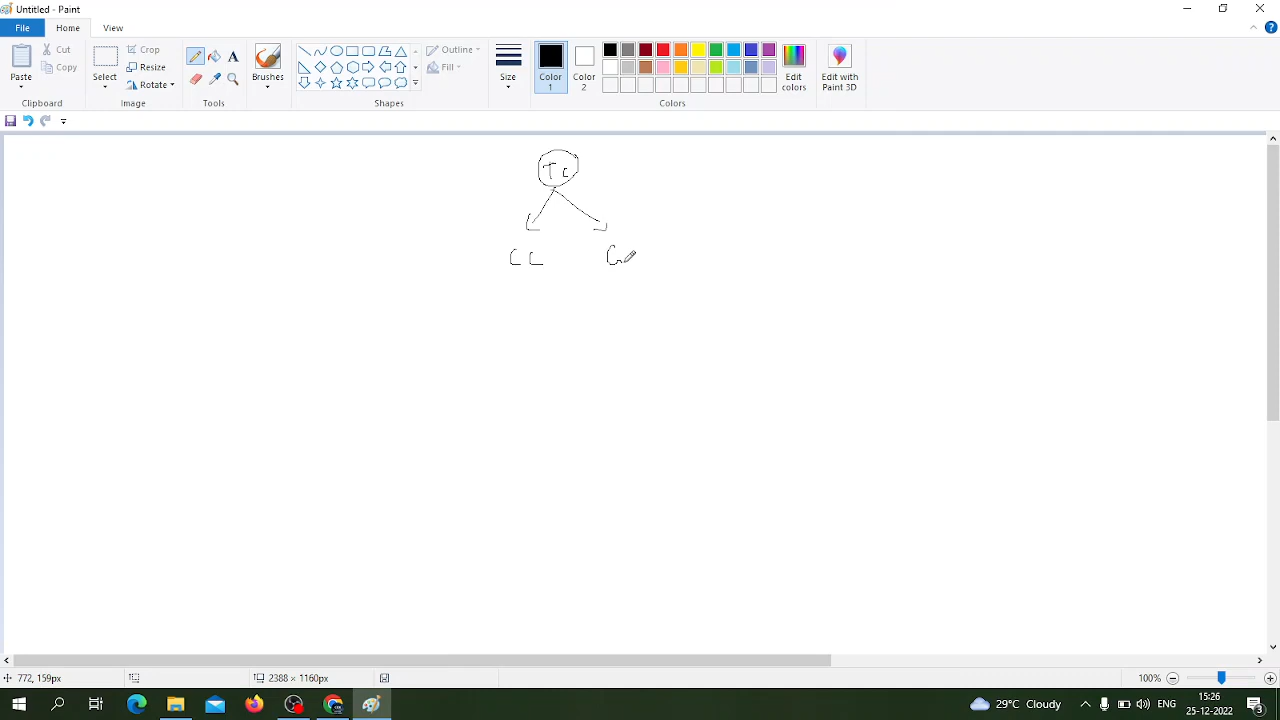 Untitled - Paint
File Home View
Cut
Copy
Paste
Clipboard
Crop
Resize
Rotate
Select
Image
Tools
Brushes
Outline
Fill
Shapes
Size
Color 1
Color 2
Edit colors
Edit with Paint 3D
Colors
Tc
CC
772, 159px
2388 × 1160px
100%
29°C Cloudy
ENG
15:26
25-12-2022